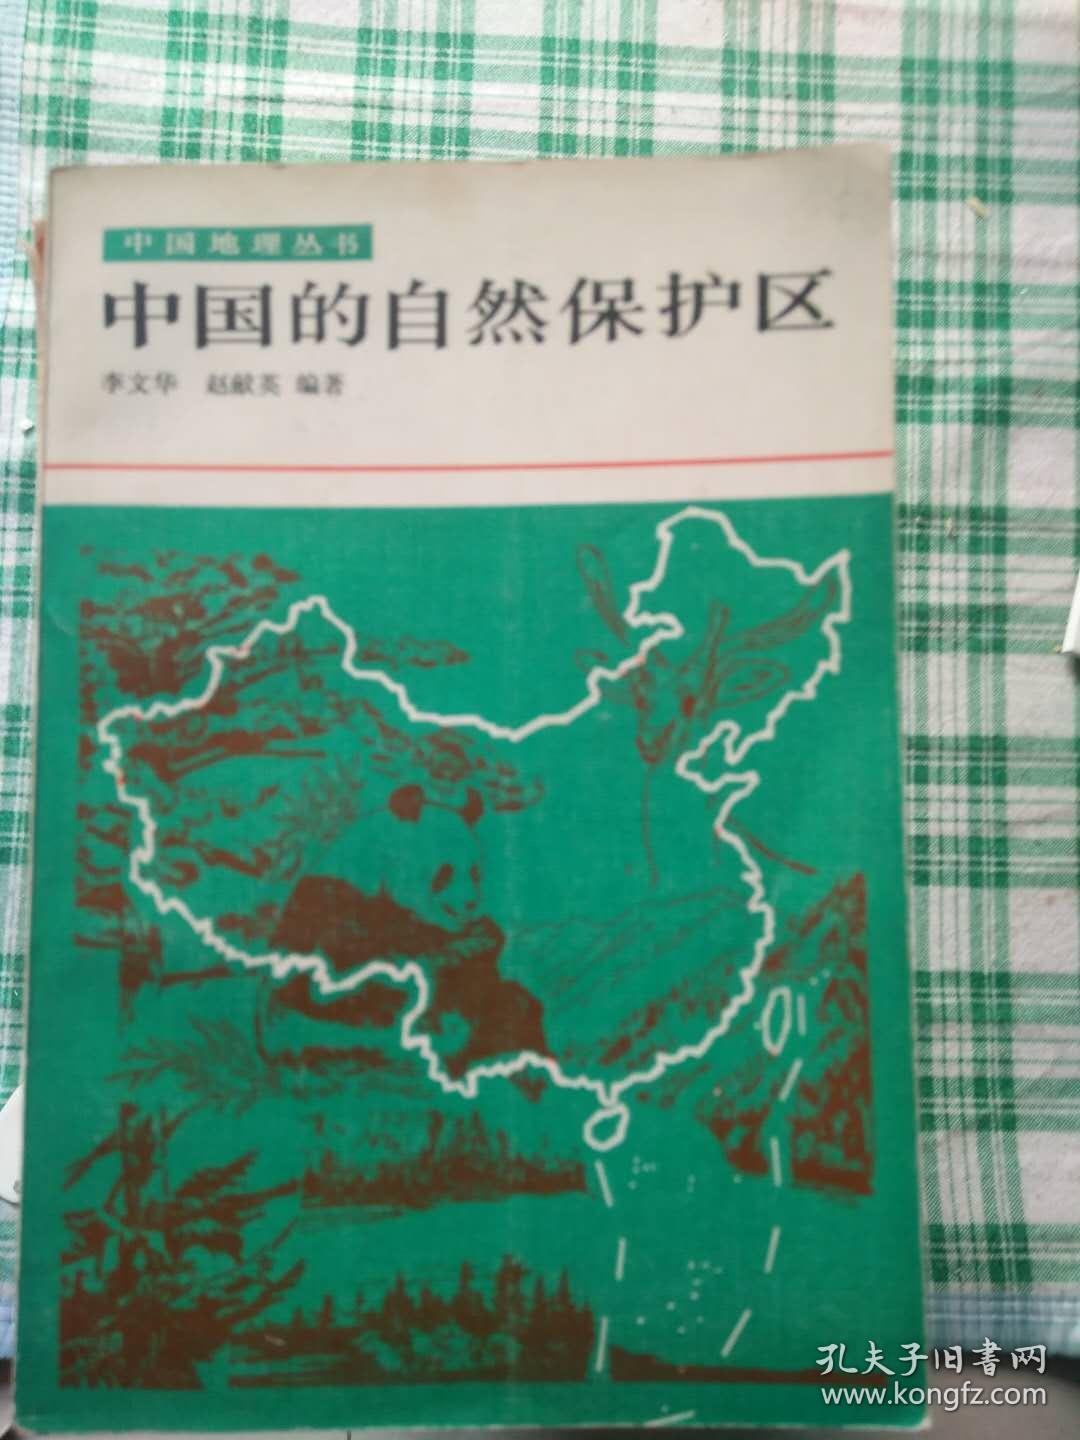 中国地理丛书
中国的自然保护区
李文华 赵献英 编著
孔夫子旧书网
www.kongfz.com